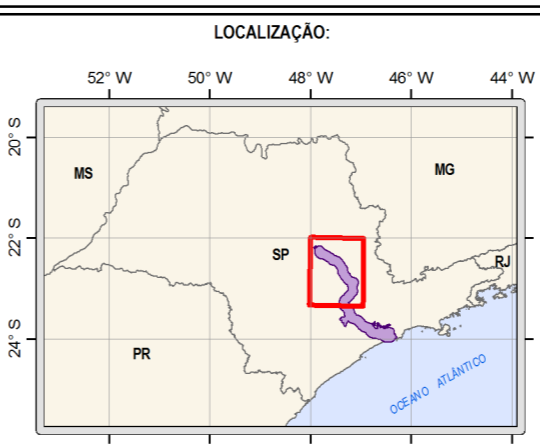 LOCALIZAÇÃO:
52° W 50° W 48° W 46° W 44° W
20° S
MS
MG
22° S
SP
RJ
24° S
PR
OCEANO ATLÂNTICO